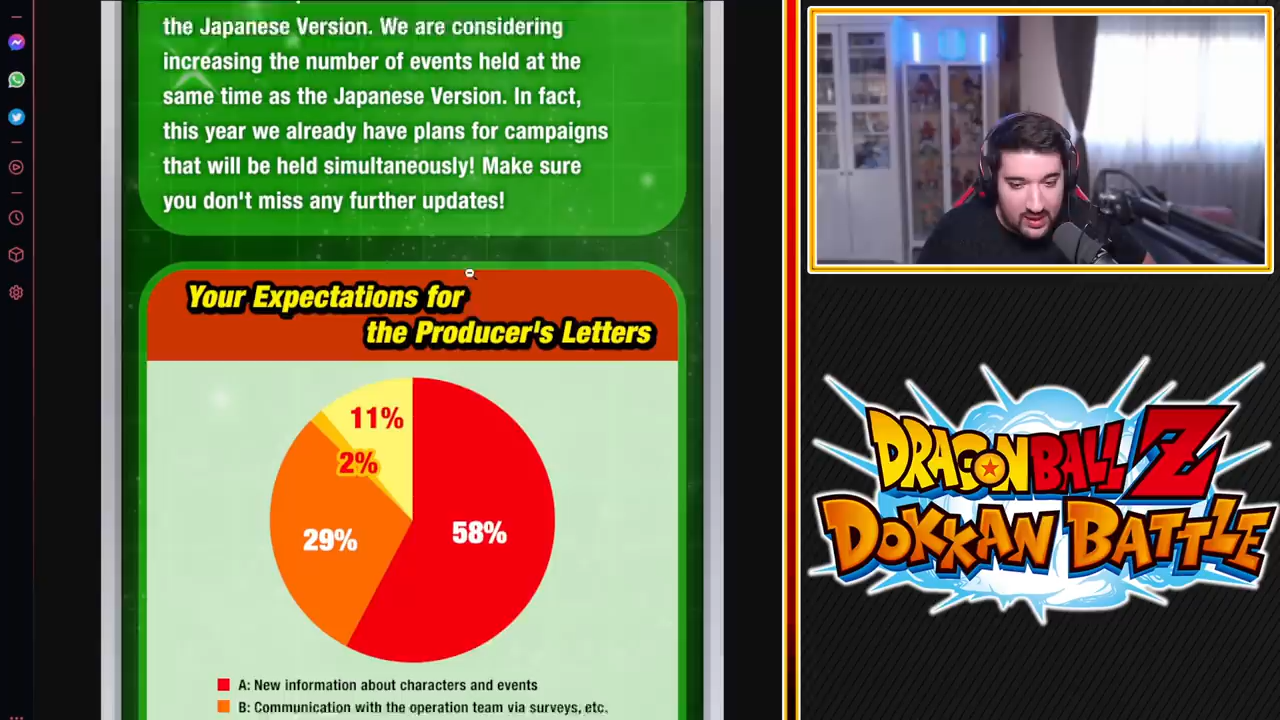 the Japanese Version. We are considering
increasing the number of events held at the
same time as the Japanese Version. In fact,
this year we already have plans for campaigns
that will be held simultaneously! Make sure
you don't miss any further updates!
Your Expectations for
the Producer's Letters
11%
2%
29%
58%
A: New information about characters and events
B: Communication with the operation team via surveys, etc.
DRAGON BALL Z
DOKKAN BATTLE